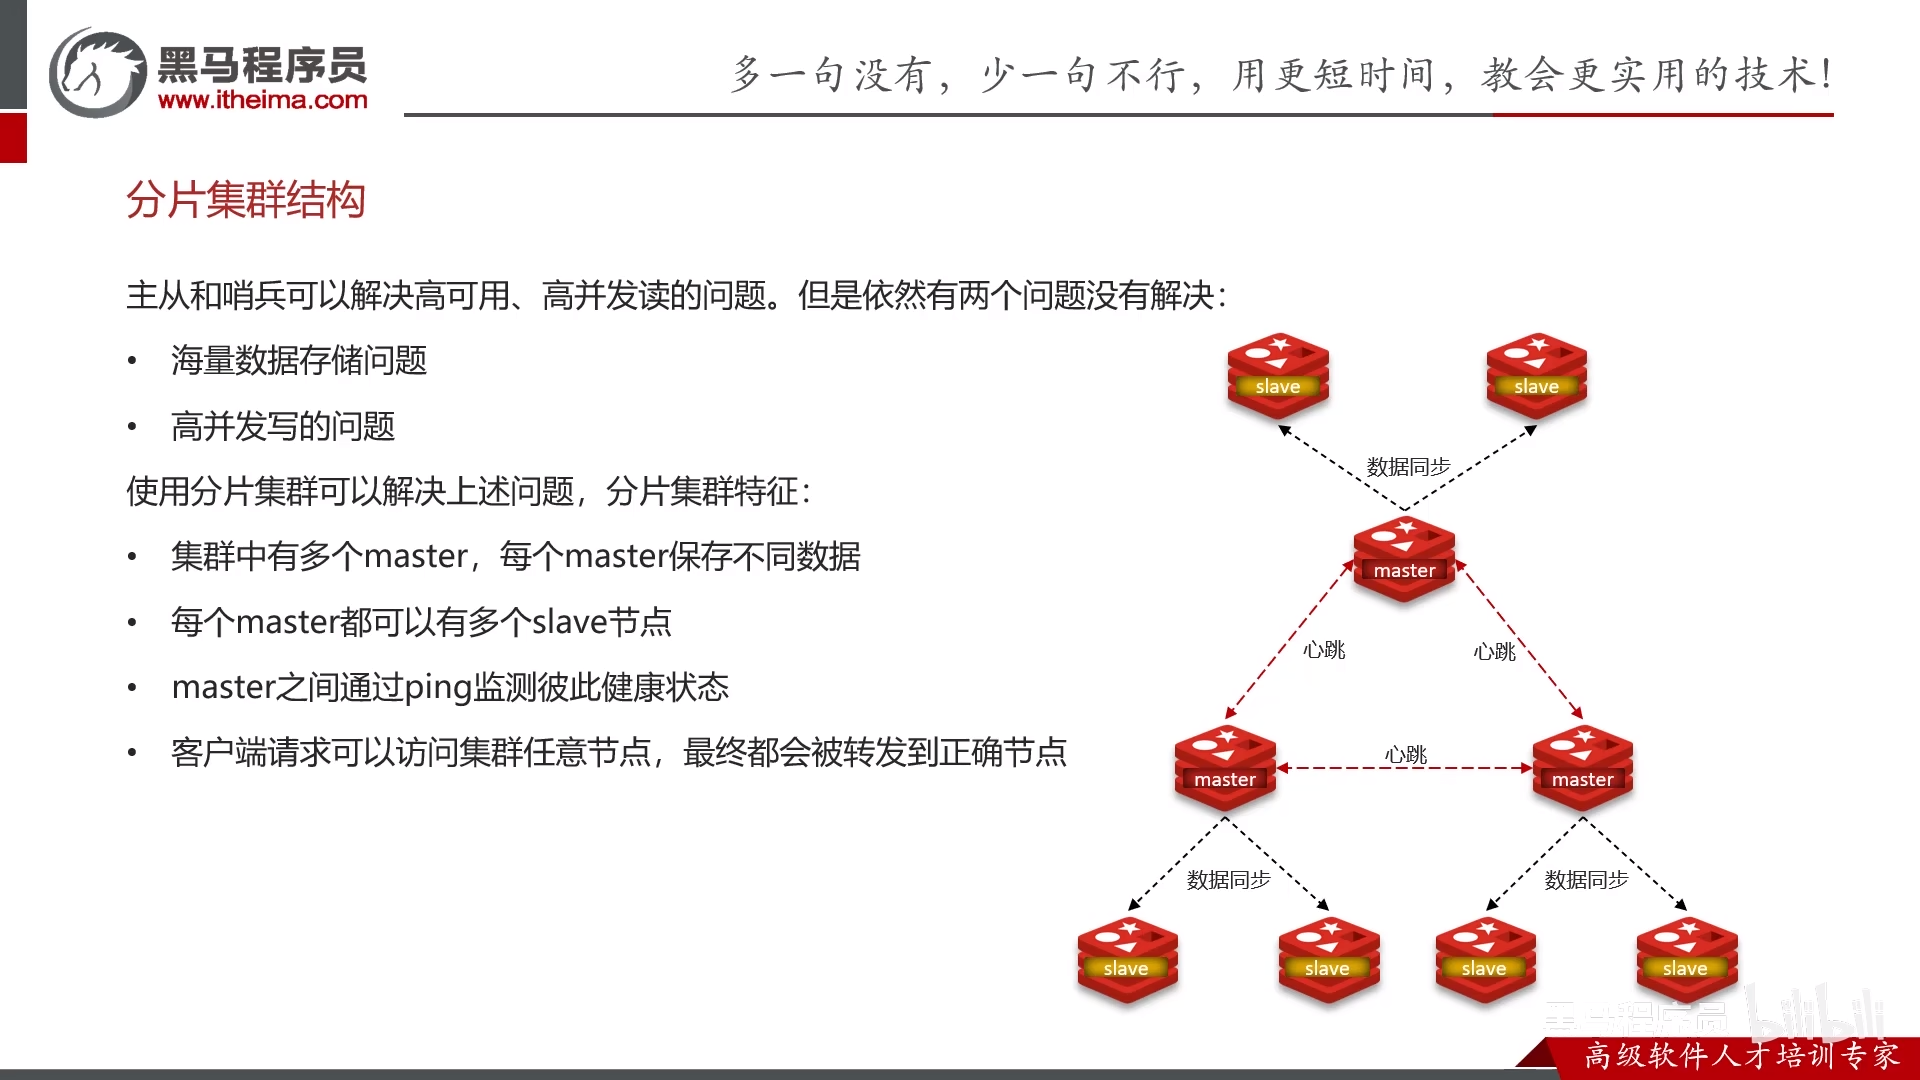 黑马程序员
www.itheima.com
多一句没有，少一句不行，用更短时间，教会更实用的技术！
分片集群结构
主从和哨兵可以解决高可用、高并发读的问题。但是依然有两个问题没有解决：
• 海量数据存储问题
• 高并发写的问题
使用分片集群可以解决上述问题，分片集群特征：
• 集群中有多个master，每个master保存不同数据
• 每个master都可以有多个slave节点
• master之间通过ping监测彼此健康状态
• 客户端请求可以访问集群任意节点，最终都会被转发到正确节点
slave
slave
数据同步
master
心跳
心跳
master
心跳
master
数据同步
数据同步
slave
slave
slave
slave
黑马程序员 bilibili
高级软件人才培训专家